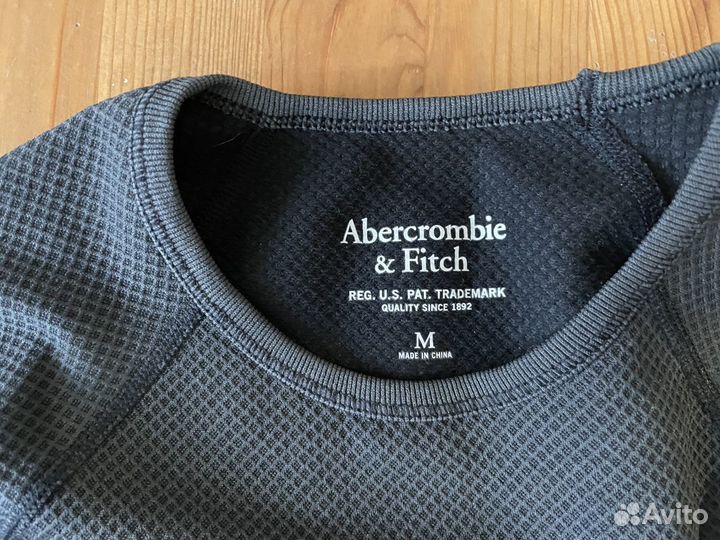 Abercrombie
& Fitch
REG. U.S. PAT. TRADEMARK
QUALITY SINCE 1892
M
MADE IN CHINA
Avito